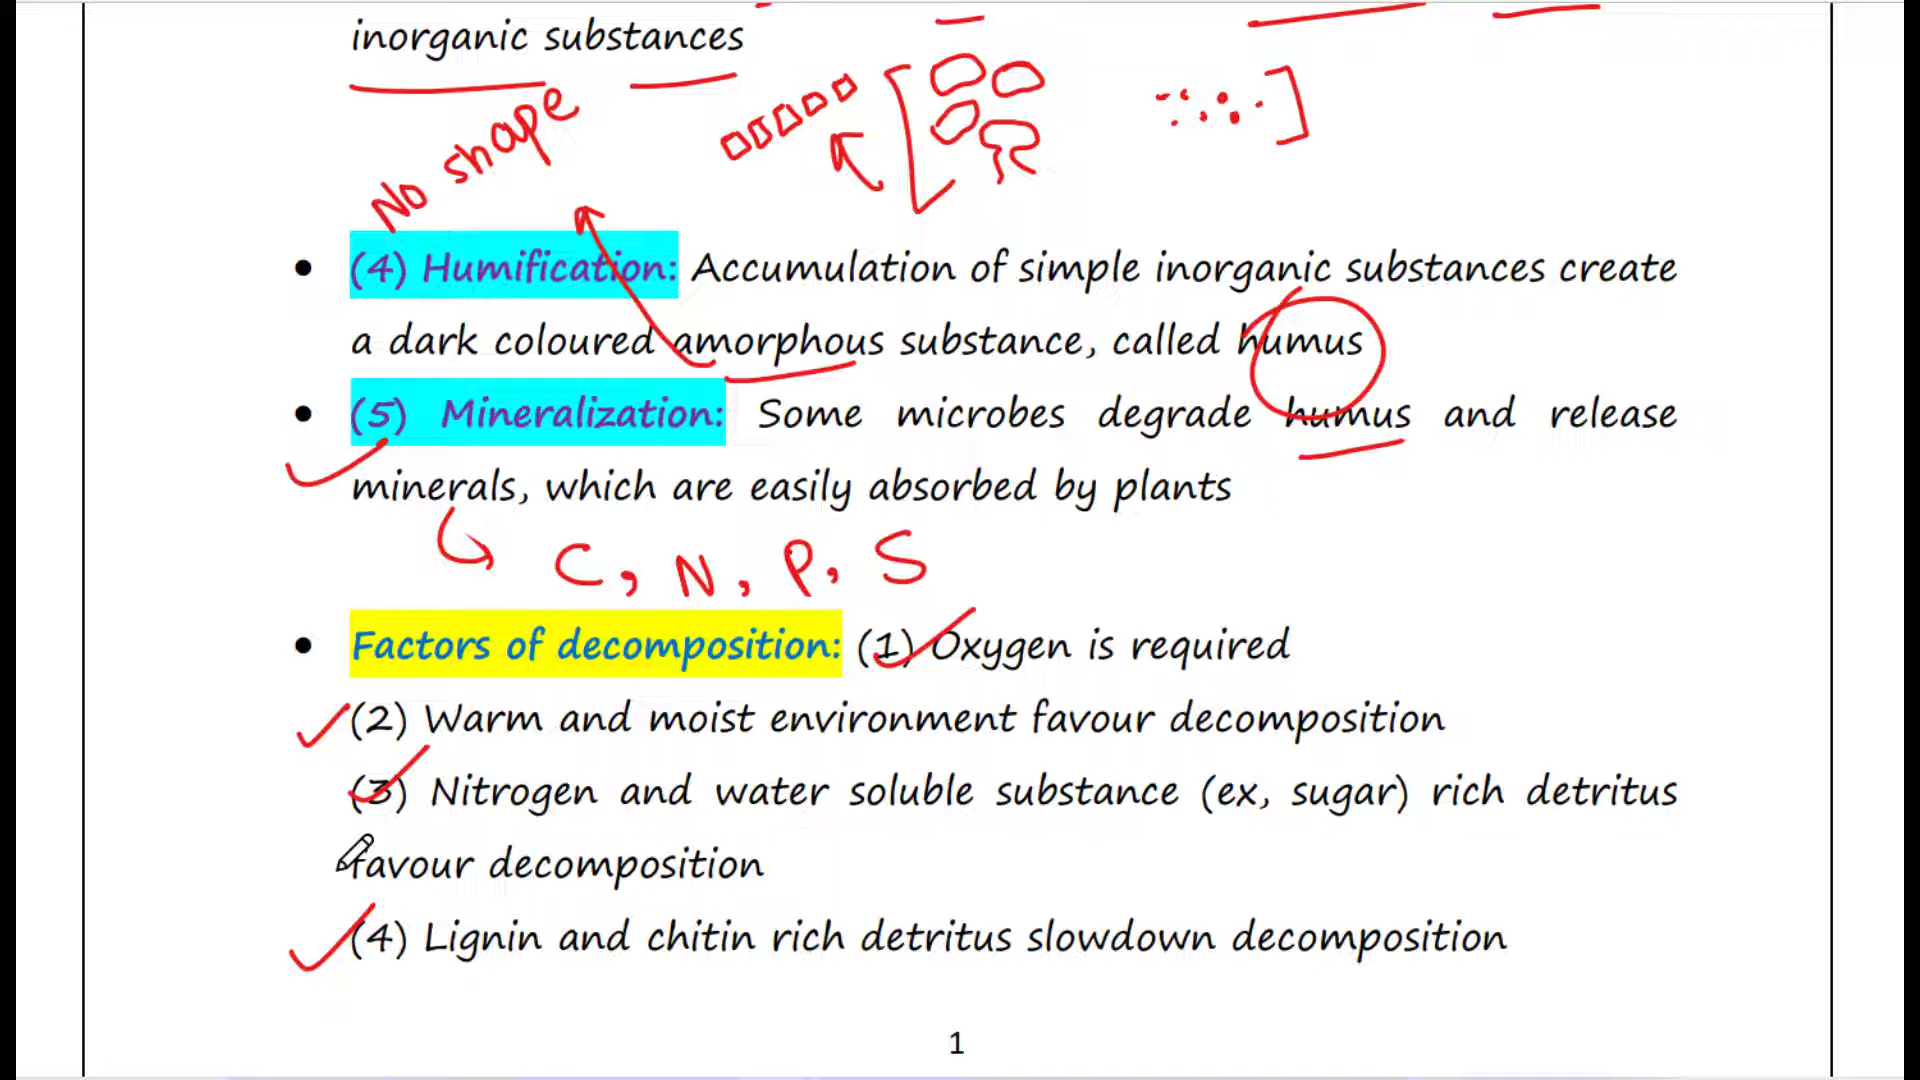 inorganic substances
No shape
(4) Humification: Accumulation of simple inorganic substances create
a dark coloured amorphous substance, called humus
(5) Mineralization: Some microbes degrade humus and release
minerals, which are easily absorbed by plants
C, N, P, S
Factors of decomposition: (1) Oxygen is required
(2) Warm and moist environment favour decomposition
(3) Nitrogen and water soluble substance (ex, sugar) rich detritus
favour decomposition
(4) Lignin and chitin rich detritus slowdown decomposition
1